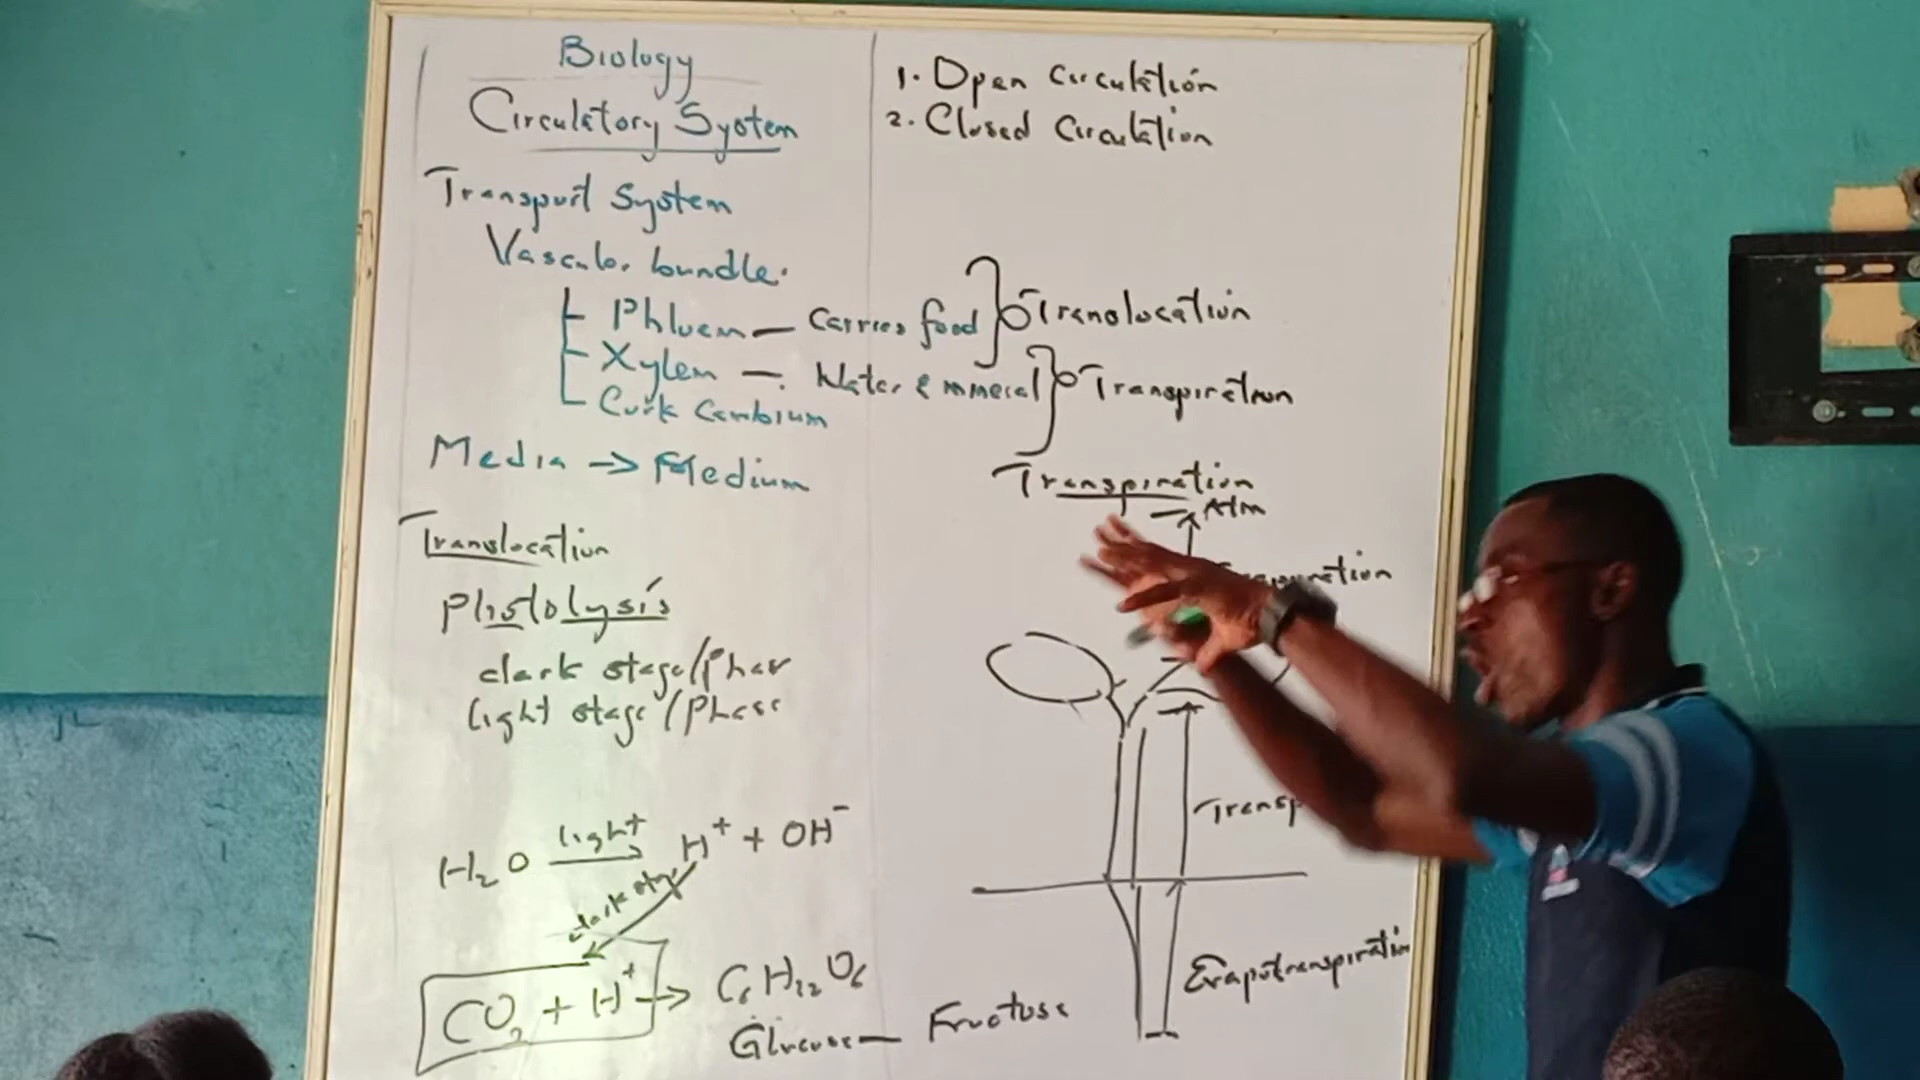 Biology
Circulatory System
Transport System
Vascular bundle.
Phloem — Carries food
Xylem — Water & mineral
Cork Cambium
Media → Medium
Translocation
Photolysis
dark stage/Phas
light stage/Phase
H₂O light→ H⁺ + OH⁻
dark stage
CO₂ + H⁺ → C₆H₁₂O₆
Glucose — Fructose
1. Open Circulation
2. Closed Circulation
Translocation
Transpiration
Transpiration
Atm
Transp
Evapotranspiration